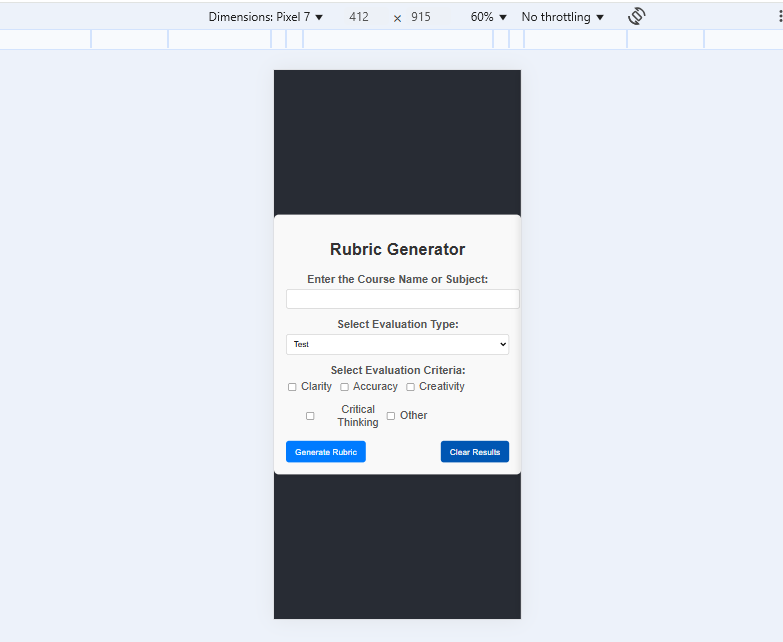 Dimensions: Pixel 7 412 × 915 60% No throttling
Rubric Generator
Enter the Course Name or Subject:
Select Evaluation Type:
Test
Select Evaluation Criteria:
Clarity Accuracy Creativity
Critical
Thinking Other
Generate Rubric Clear Results